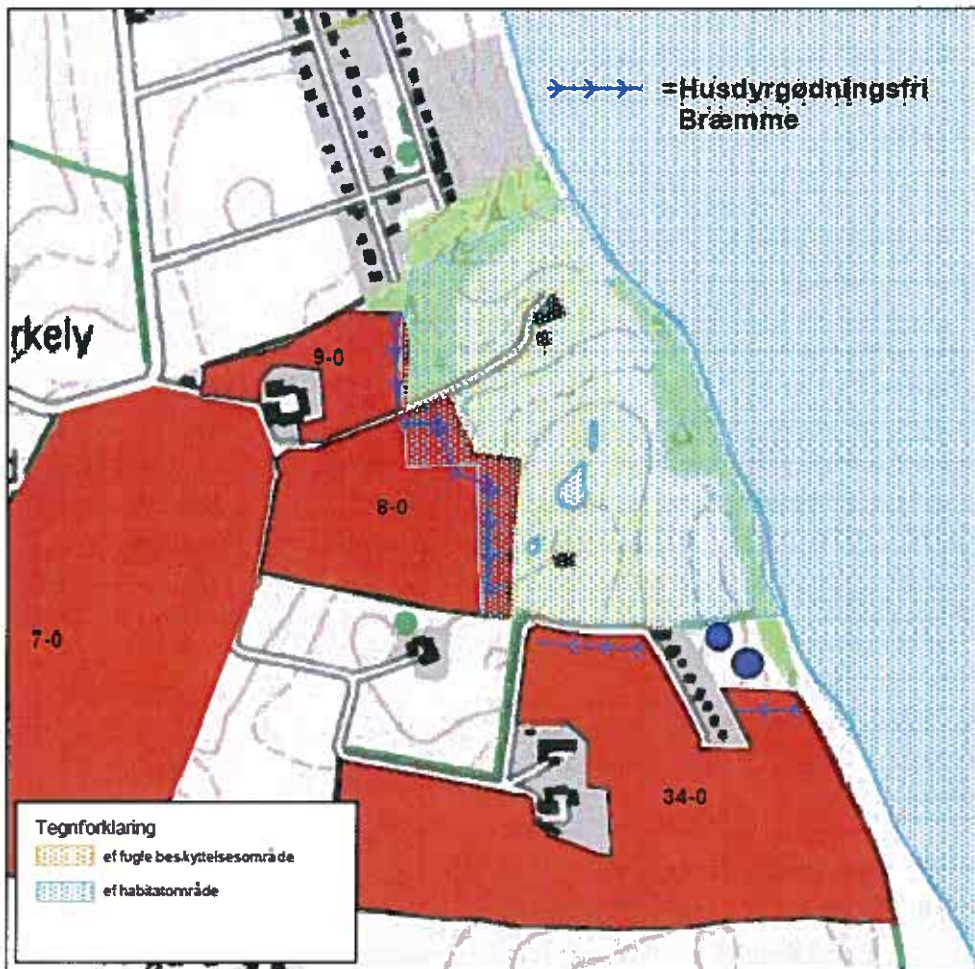 =Husdyrgødningsfri
Bræmme
rkely
9-0
8-0
7-0
34-0
Tegnforklaring
ef fugle beskyttelsesområde
ef habitatområde